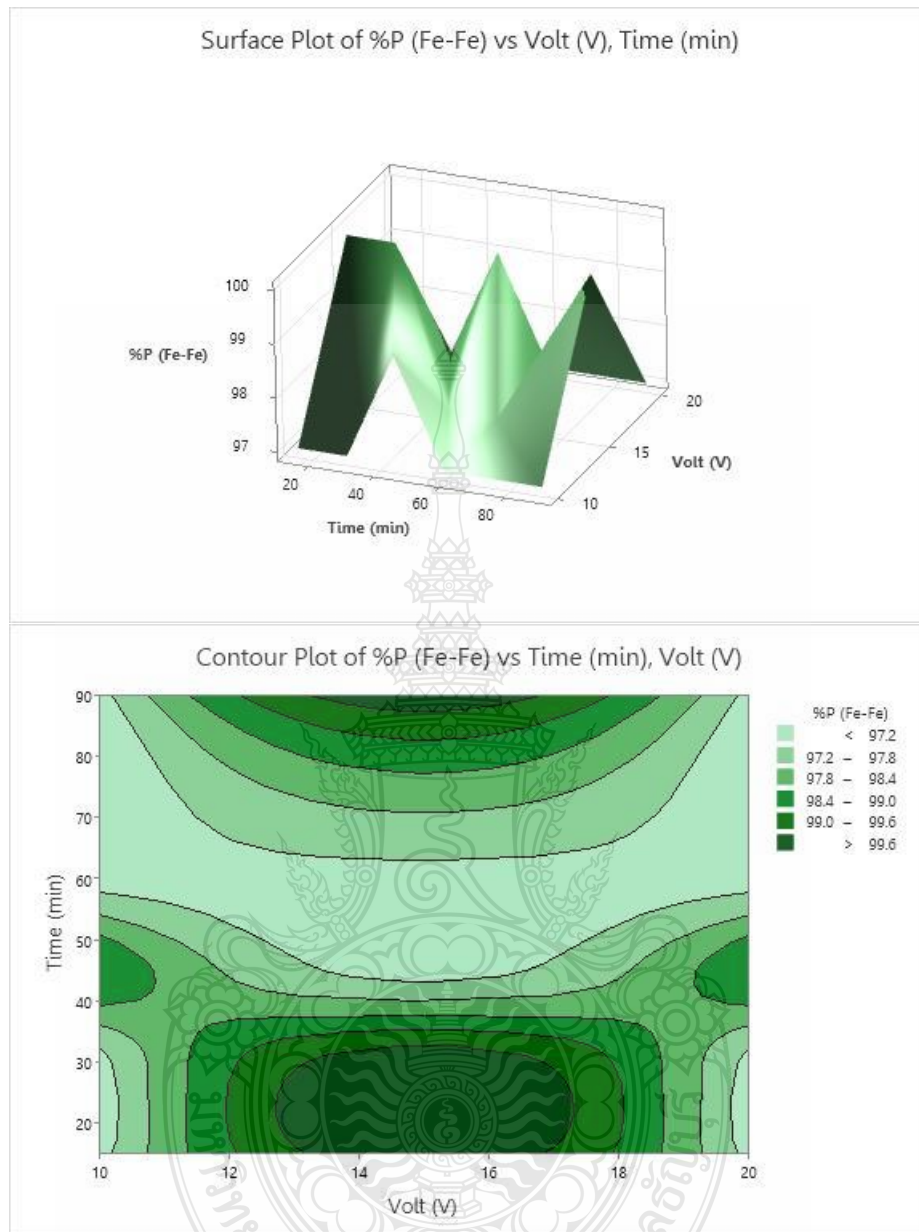 Surface Plot of %P (Fe-Fe) vs Volt (V), Time (min)
100
99
98
97
%P (Fe-Fe)
20
40
60
80
Time (min)
10
15
20
Volt (V)
Contour Plot of %P (Fe-Fe) vs Time (min), Volt (V)
90
80
70
60
50
40
30
20
Time (min)
10
12
14
16
18
20
Volt (V)
%P (Fe-Fe)
< 97.2
97.2 – 97.8
97.8 – 98.4
98.4 – 99.0
99.0 – 99.6
> 99.6